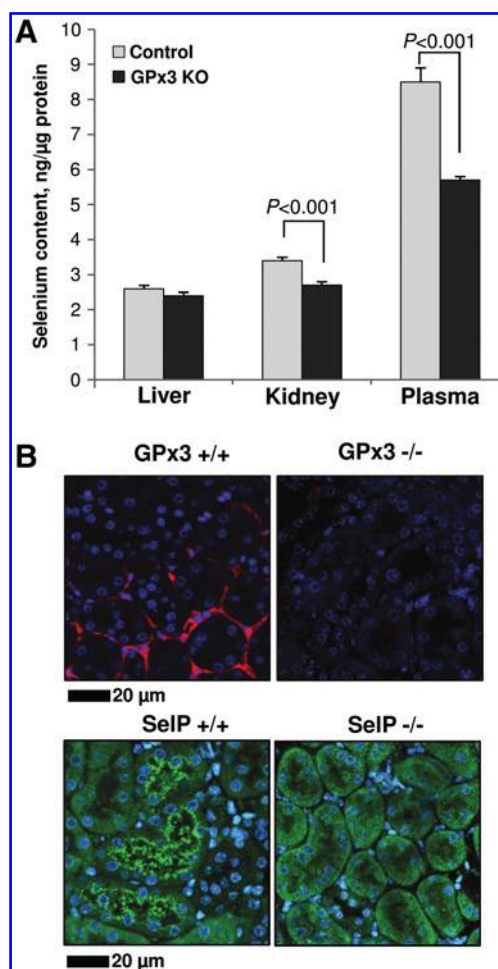 A
Control
GPx3 KO
P<0.001
P<0.001
Selenium content, ng/µg protein
10
9
8
7
6
5
4
3
2
1
0
Liver Kidney Plasma
B
GPx3 +/+ GPx3 -/-
20 µm
SelP +/+ SelP -/-
20 µm